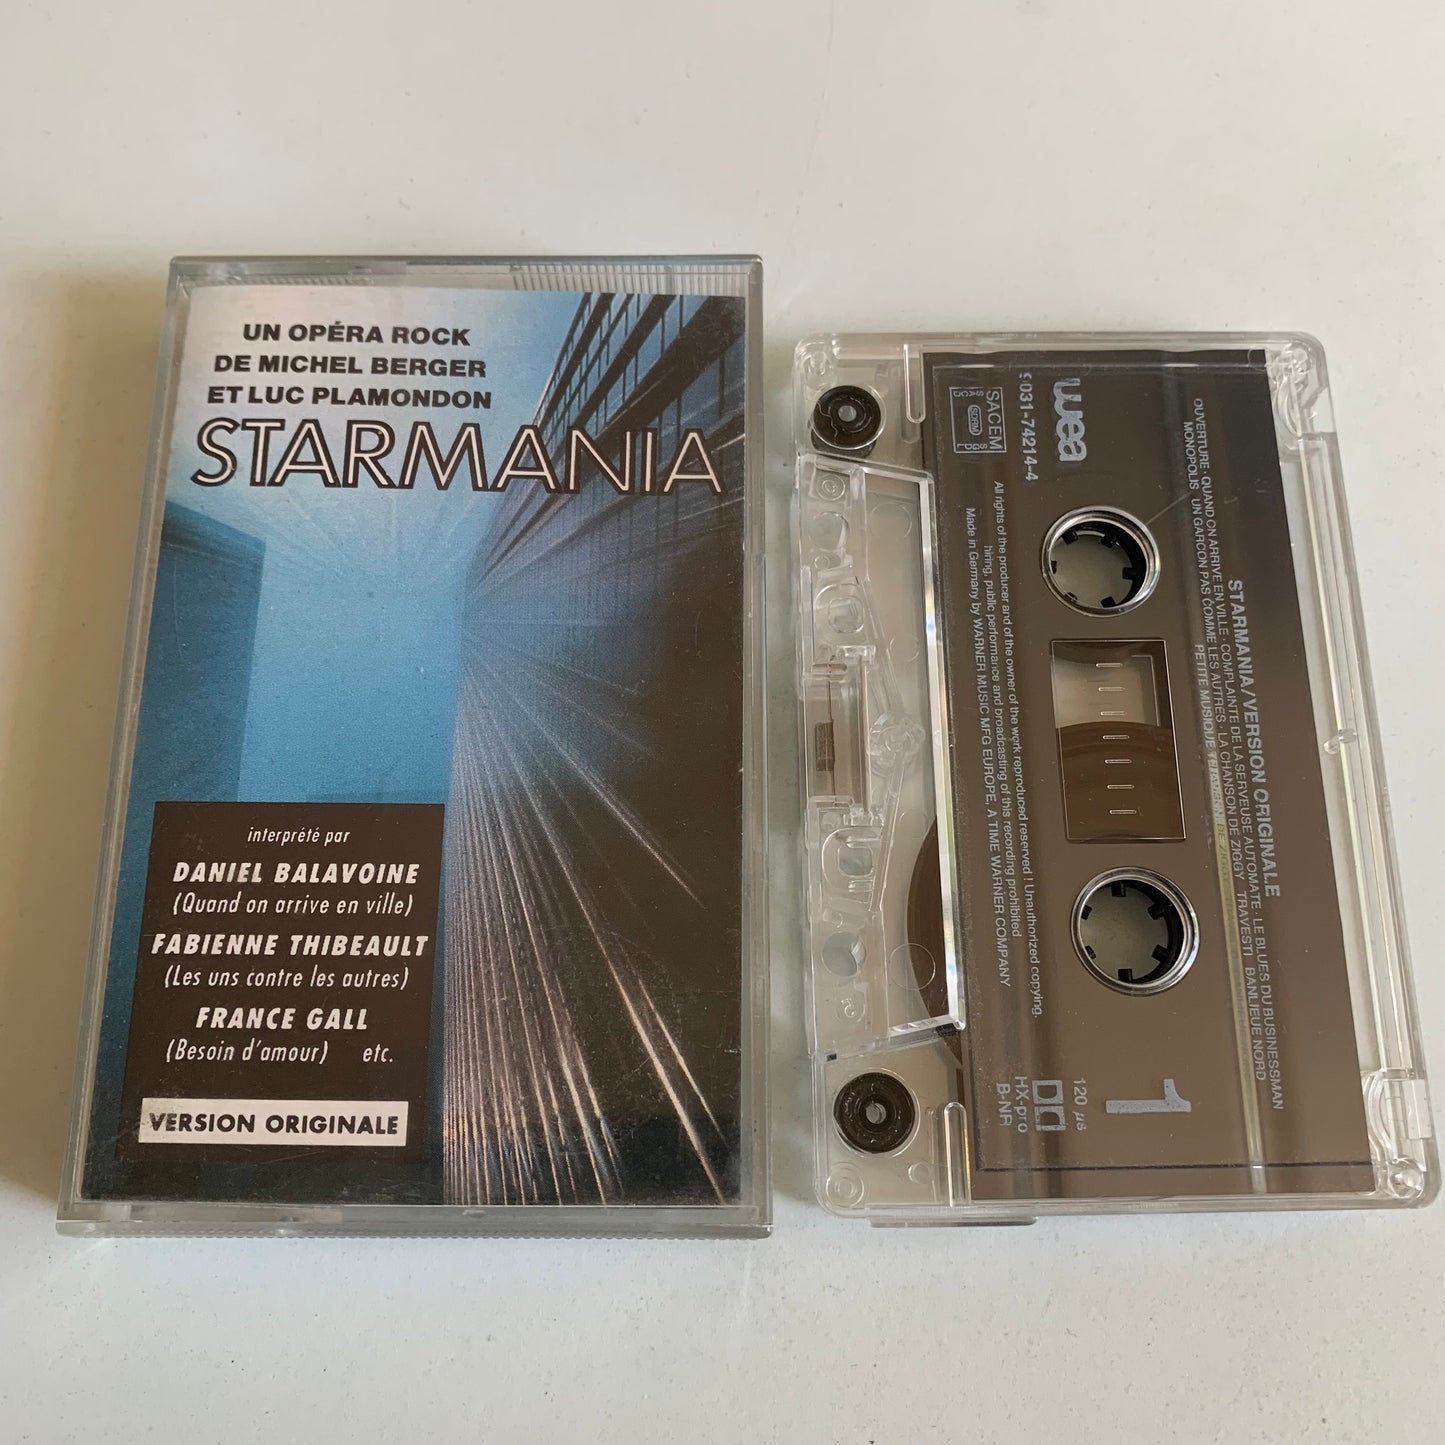 UN OPÉRA ROCK
DE MICHEL BERGER
ET LUC PLAMONDON
STARMANIA
interprété par
DANIEL BALAVOINE
(Quand on arrive en ville)
FABIENNE THIBEAULT
(Les uns contre les autres)
FRANCE GALL
(Besoin d'amour) etc.
VERSION ORIGINALE
STARMANIA/VERSION ORIGINALE
OUVERTURE · QUAND ON ARRIVE EN VILLE · COMPLAINTE DE LA SERVEUSE AUTOMATE · LE BLUES DU BUSINESSMAN
MONOPOLIS UN GARCON PAS COMME LES AUTRES · LA CHANSON DE ZIGGY TRAVESTI BANLIEUE NORD
PETITE MUSIQUE
wea
031-74214-4
SACEM
SDRM
All rights of the producer and of the owner of the work reproduced reserved ! Unauthorized copying,
hiring, public performance and broadcasting of this recording prohibited
Made in Germany by WARNER MUSIC MFG EUROPE, A TIME WARNER COMPANY
1
120 µs
HX-pro
B-NR